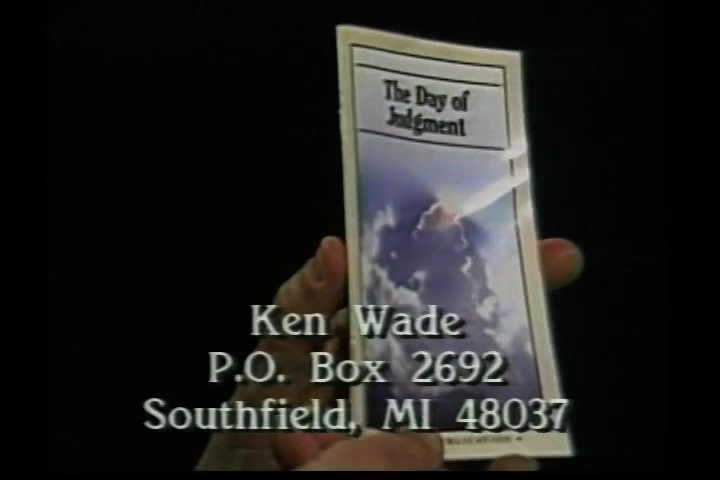 The Day of
Judgment
Ken Wade
P.O. Box 2692
Southfield, MI 48037